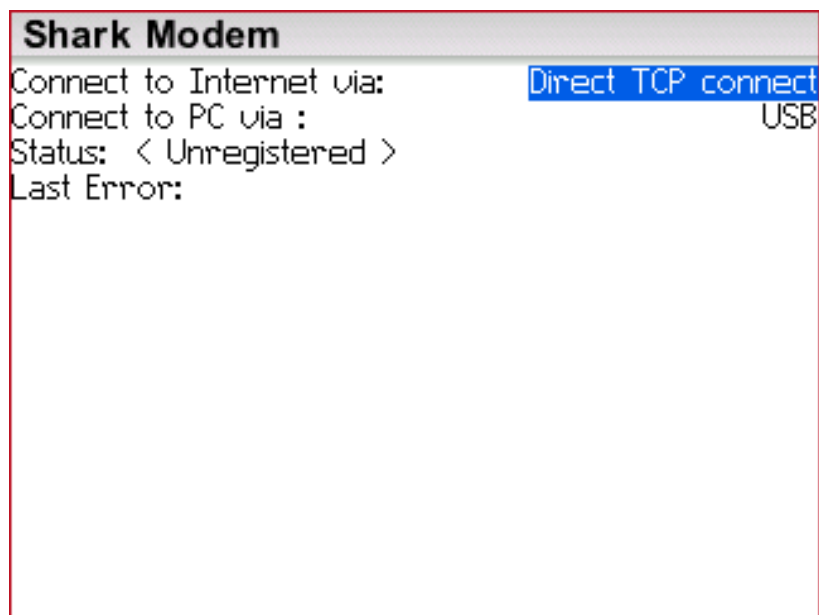 Shark Modem
Connect to Internet via: Direct TCP connect
Connect to PC via : USB
Status: < Unregistered >
Last Error: